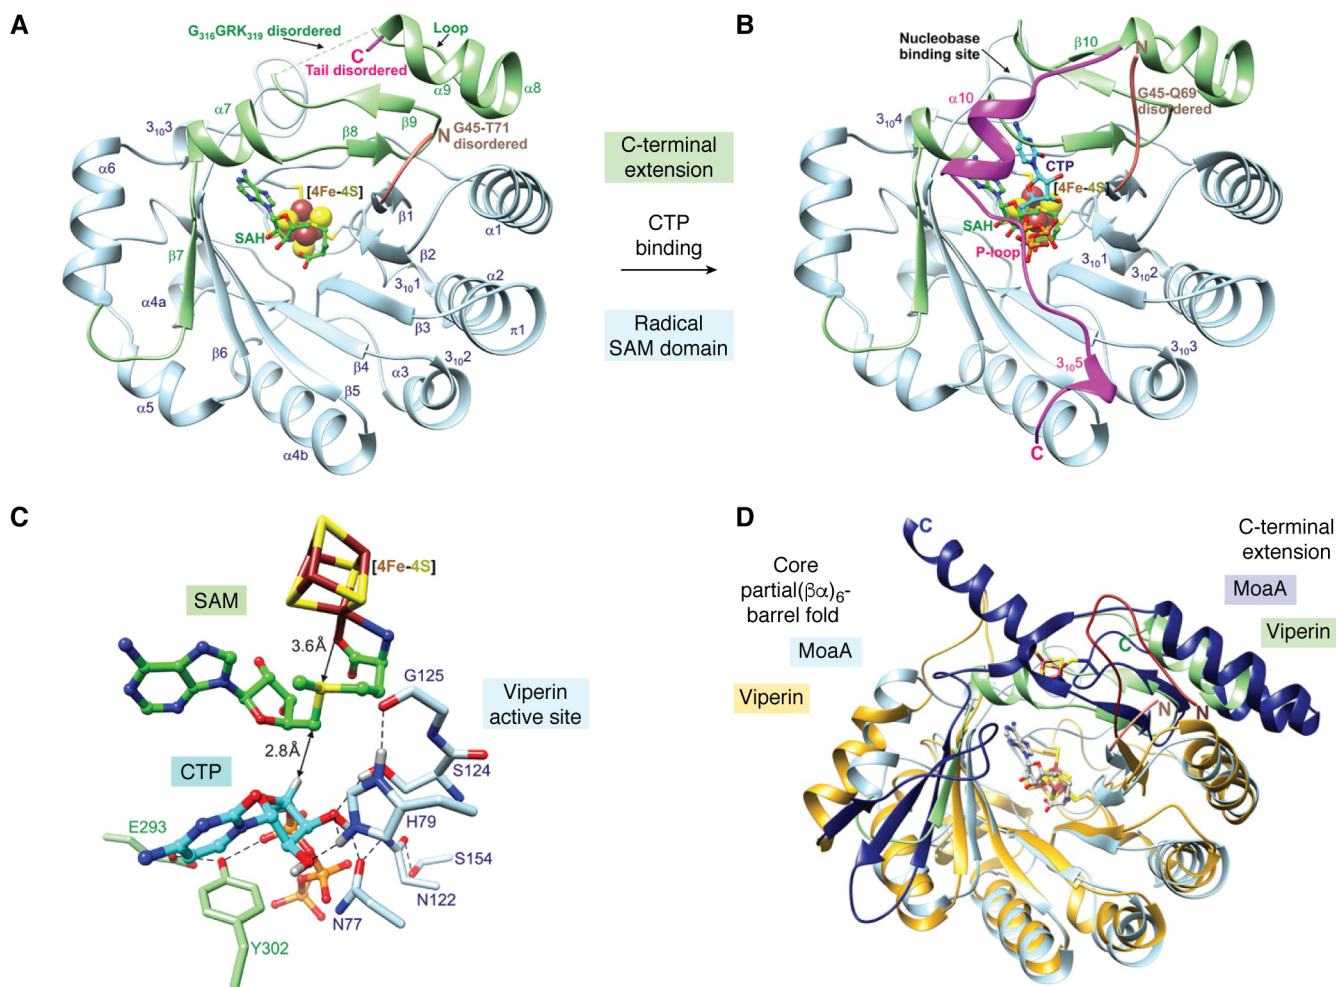 A
G316GRK319 disordered
Loop
C
Tail disordered
α9
α8
α7
3103
β9
N
G45-T71
disordered
β8
α6
[4Fe-4S]
β1
α1
SAH
β2
β7
3101
α2
α4a
β3
π1
β6
β4
3102
α3
β5
α5
α4b
C-terminal
extension
CTP
binding
Radical
SAM domain
B
Nucleobase
binding site
β10
N
α10
G45-Q69
disordered
3104
CTP
[4Fe-4S]
SAH
P-loop
3101
3102
3103
3105
C
C
[4Fe-4S]
SAM
3.6Å
G125
Viperin
active site
2.8Å
CTP
S124
H79
E293
S154
N122
N77
Y302
D
C
C-terminal
extension
Core
partial(βα)6-
barrel fold
MoaA
MoaA
Viperin
C
Viperin
N
N